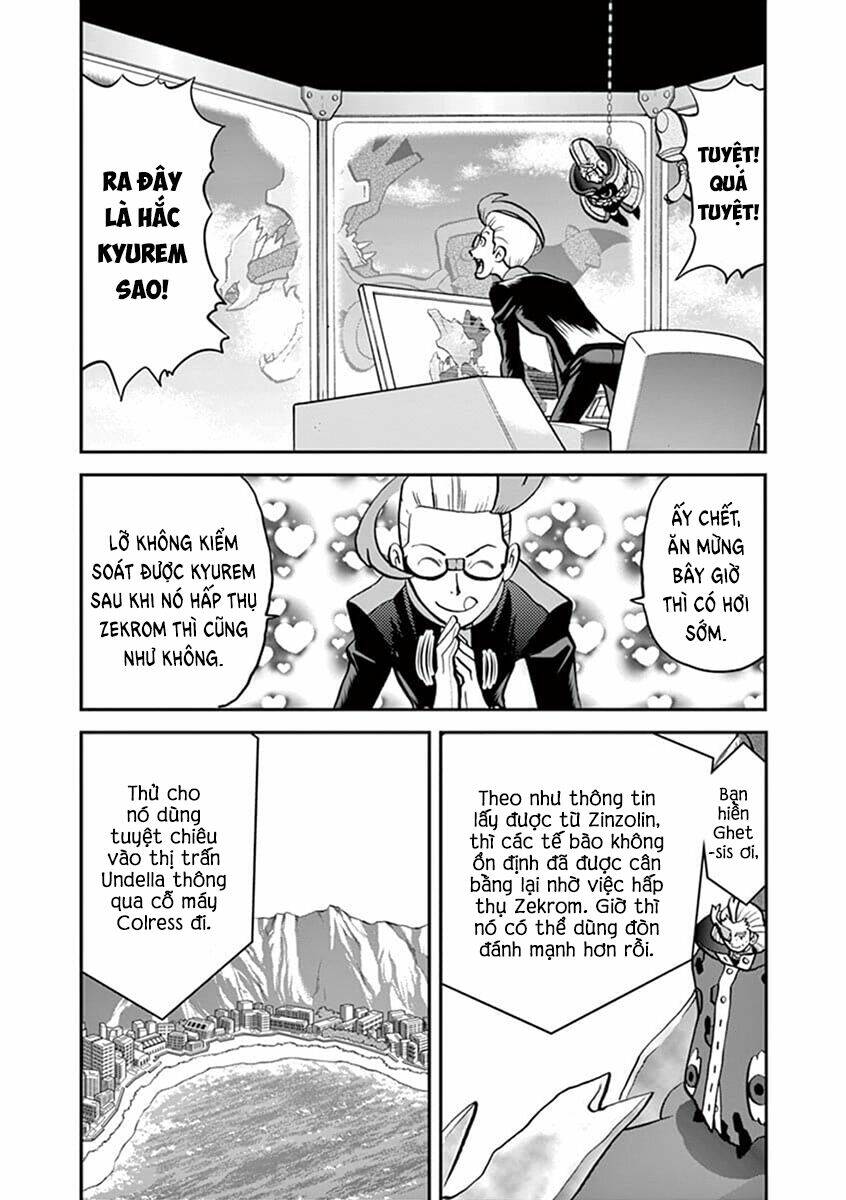 TUYỆT!
QUÁ
TUYỆT!
RA ĐÂY
LÀ HẮC
KYUREM
SAO!
ẤY CHẾT,
ĂN MỪNG
BÂY GIỜ
THÌ CÓ HƠI
SỚM.
LỠ KHÔNG KIỂM
SOÁT ĐƯỢC KYUREM
SAU KHI NÓ HẤP THỤ
ZEKROM THÌ CŨNG
NHƯ KHÔNG.
Bạn
hiền
Ghet
-sis ơi,
Theo như thông tin
lấy được từ Zinzolin,
thì các tế bào không
ổn định đã được cân
bằng lại nhờ việc hấp
thụ Zekrom. Giờ thì
nó có thể dùng đòn
đánh mạnh hơn rồi.
Thử cho
nó dùng
tuyệt chiêu
vào thị trấn
Undella thông
qua cỗ máy
Colress đi.